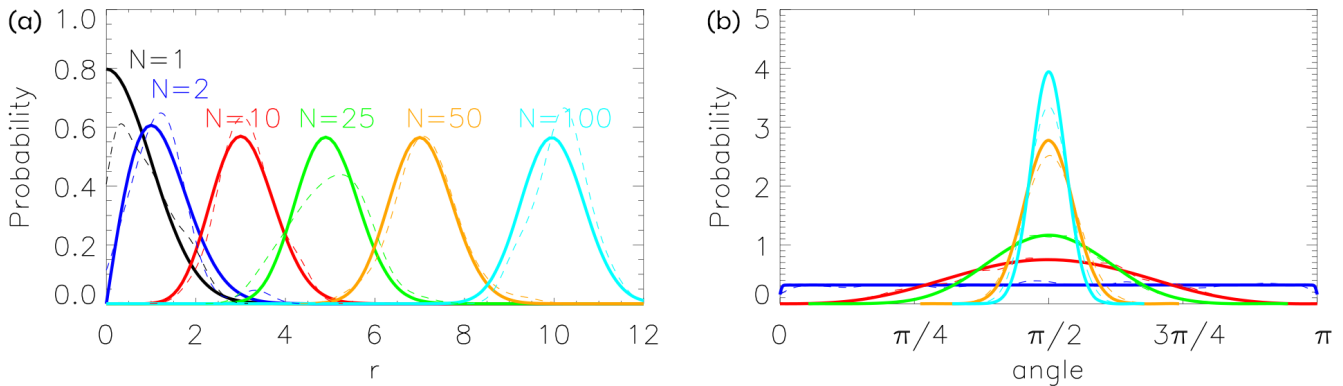 (a)
Probability
1.0
0.8
0.6
0.4
0.2
0.0
N=1
N=2
N=10
N=25
N=50
N=100
0 2 4 6 8 10 12
r
(b)
Probability
5
4
3
2
1
0
0 π/4 π/2 3π/4 π
angle